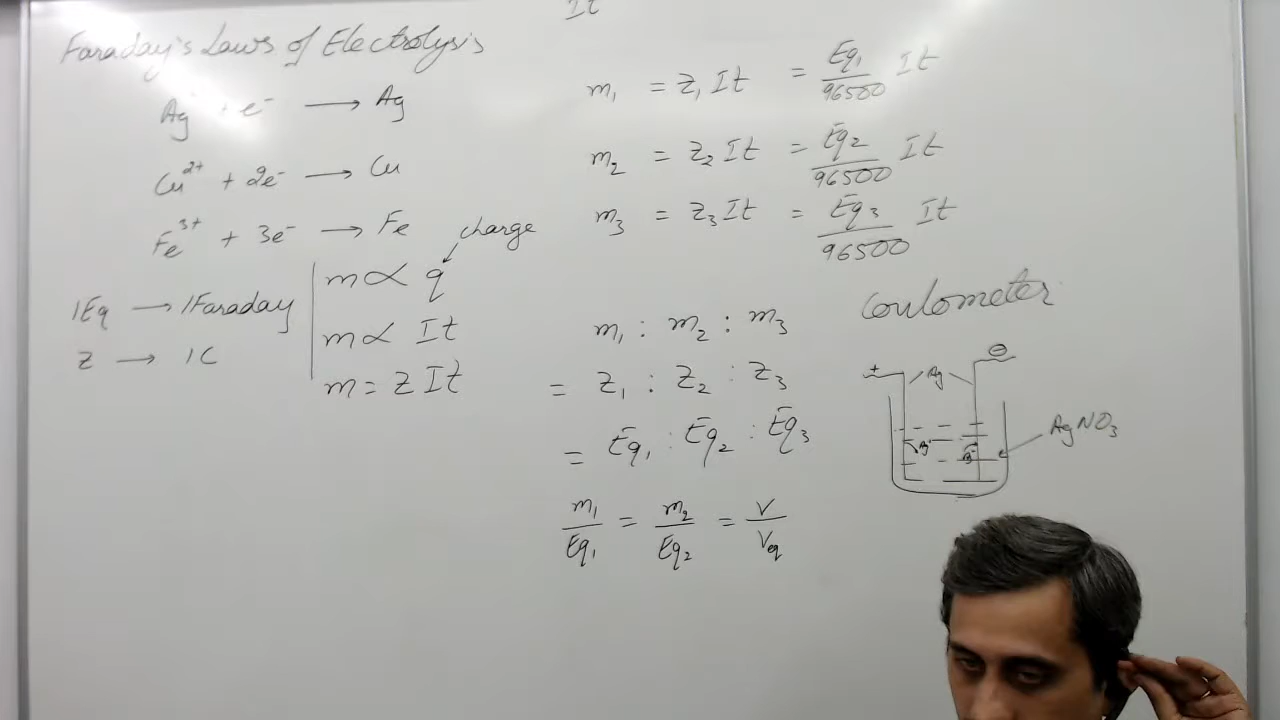 It
Faraday's Laws of Electrolysis
Ag + e⁻ ⟶ Ag
Cu²⁺ + 2e⁻ ⟶ Cu
Fe³⁺ + 3e⁻ ⟶ Fe
charge
1Eq ⟶ 1Faraday
Z ⟶ 1C
m ∝ q
m ∝ It
m = Z It
m₁ = Z₁ It = Eq₁/96500 It
m₂ = Z₂ It = Eq₂/96500 It
m₃ = Z₃ It = Eq₃/96500 It
m₁ : m₂ : m₃
= Z₁ : Z₂ : Z₃
= Eq₁ : Eq₂ : Eq₃
m₁/Eq₁ = m₂/Eq₂ = V/Veq
Coulometer
+ Ag ⊖
AgNO₃